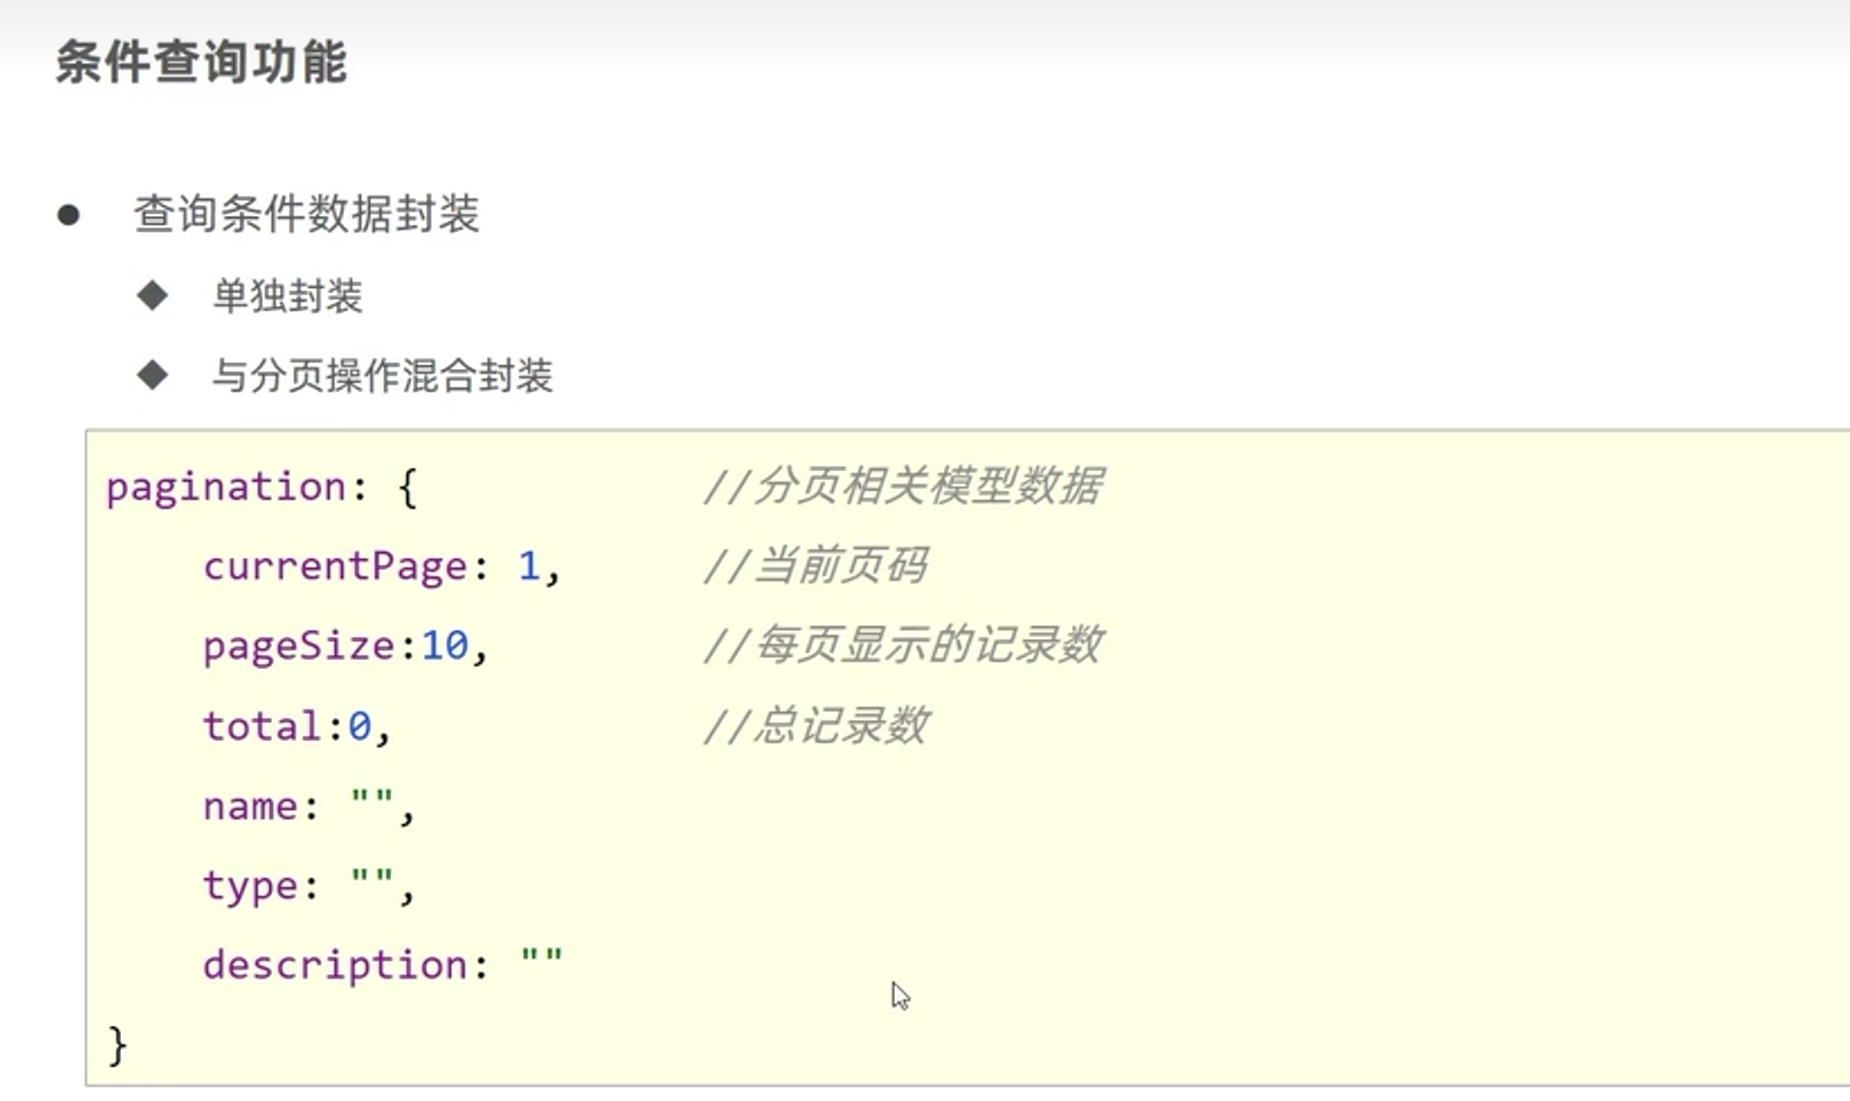 条件查询功能
● 查询条件数据封装
◆ 单独封装
◆ 与分页操作混合封装
pagination: { //分页相关模型数据
currentPage: 1, //当前页码
pageSize:10, //每页显示的记录数
total:0, //总记录数
name: "",
type: "",
description: ""
}